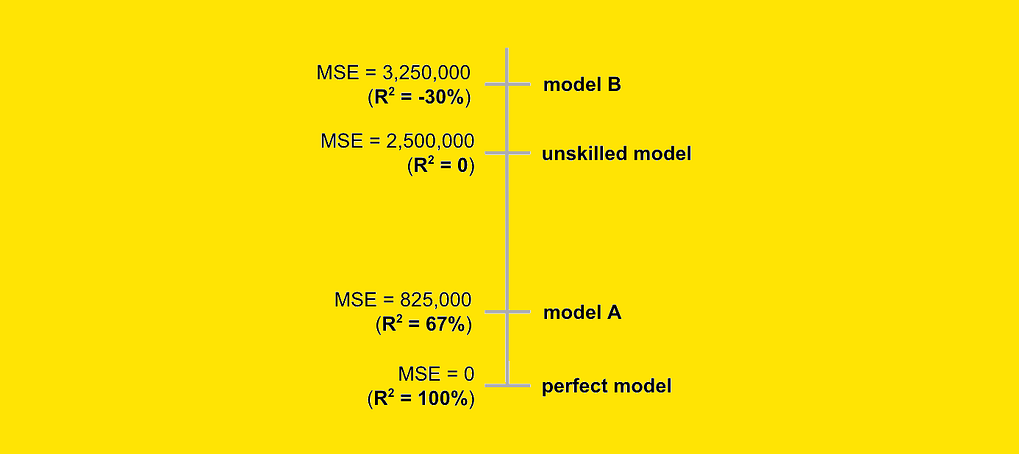 MSE = 3,250,000
(R² = -30%)
model B
MSE = 2,500,000
(R² = 0)
unskilled model
MSE = 825,000
(R² = 67%)
model A
MSE = 0
(R² = 100%)
perfect model